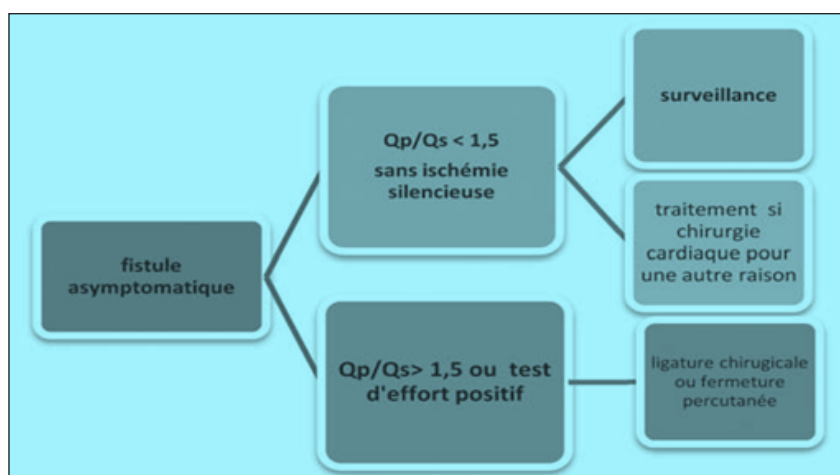 fistule
asymptomatique
Qp/Qs < 1,5
sans ischémie
silencieuse
surveillance
traitement si
chirurgie
cardiaque pour
une autre raison
Qp/Qs> 1,5 ou test
d'effort positif
ligature chirugicale
ou fermeture
percutanée